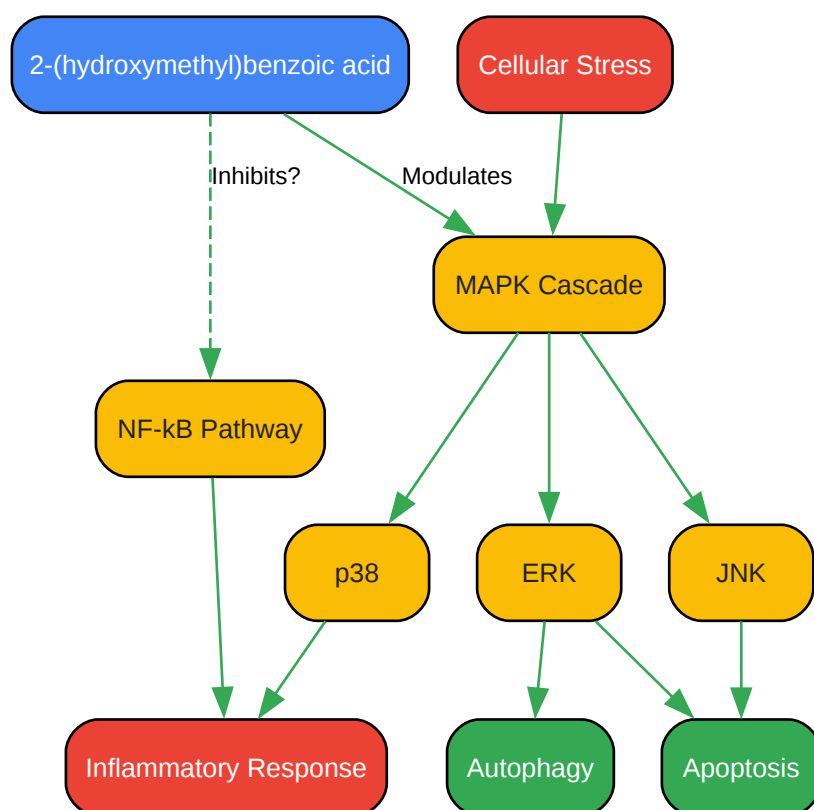 2-(hydroxymethyl)benzoic acid
Cellular Stress
Inhibits?
Modulates
MAPK Cascade
NF-kB Pathway
p38
ERK
JNK
Inflammatory Response
Autophagy
Apoptosis